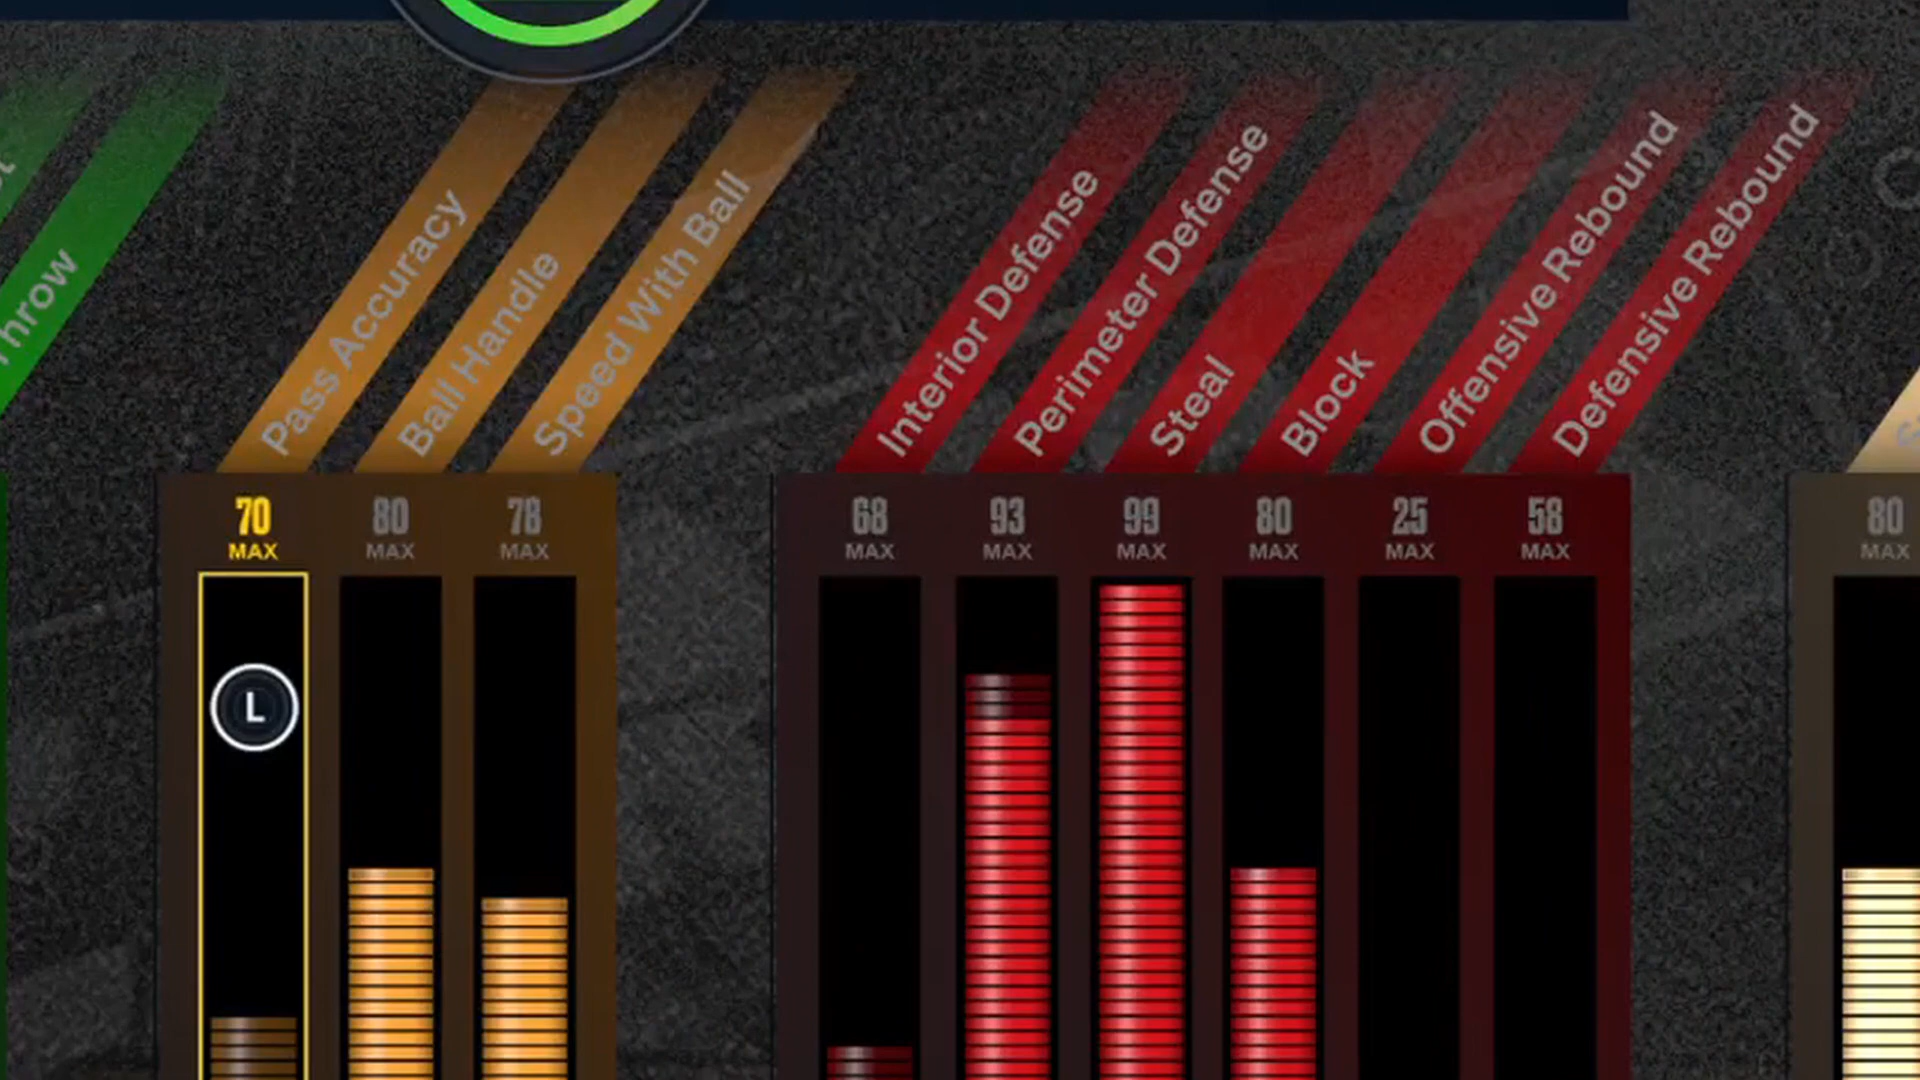 Throw
Pass Accuracy
Ball Handle
Speed With Ball
Interior Defense
Perimeter Defense
Steal
Block
Offensive Rebound
Defensive Rebound
70 80 78 68 93 99 80 25 58 80
MAX MAX MAX MAX MAX MAX MAX MAX MAX MAX
L